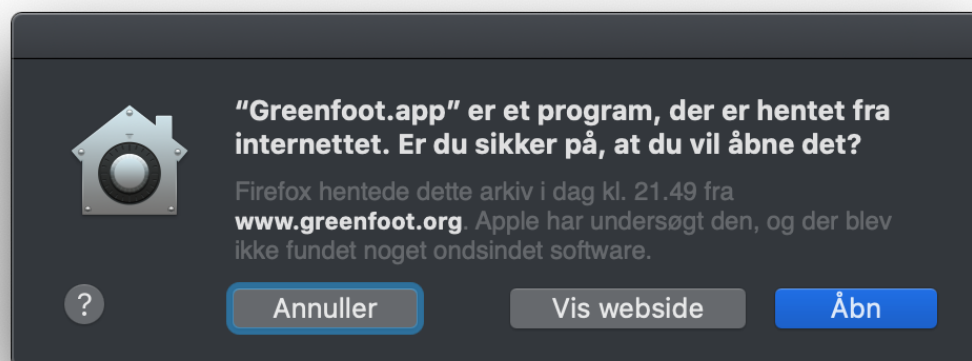 “Greenfoot.app” er et program, der er hentet fra
internettet. Er du sikker på, at du vil åbne det?
Firefox hentede dette arkiv i dag kl. 21.49 fra
www.greenfoot.org. Apple har undersøgt den, og der blev
ikke fundet noget ondsindet software.
? Annuller Vis webside Åbn